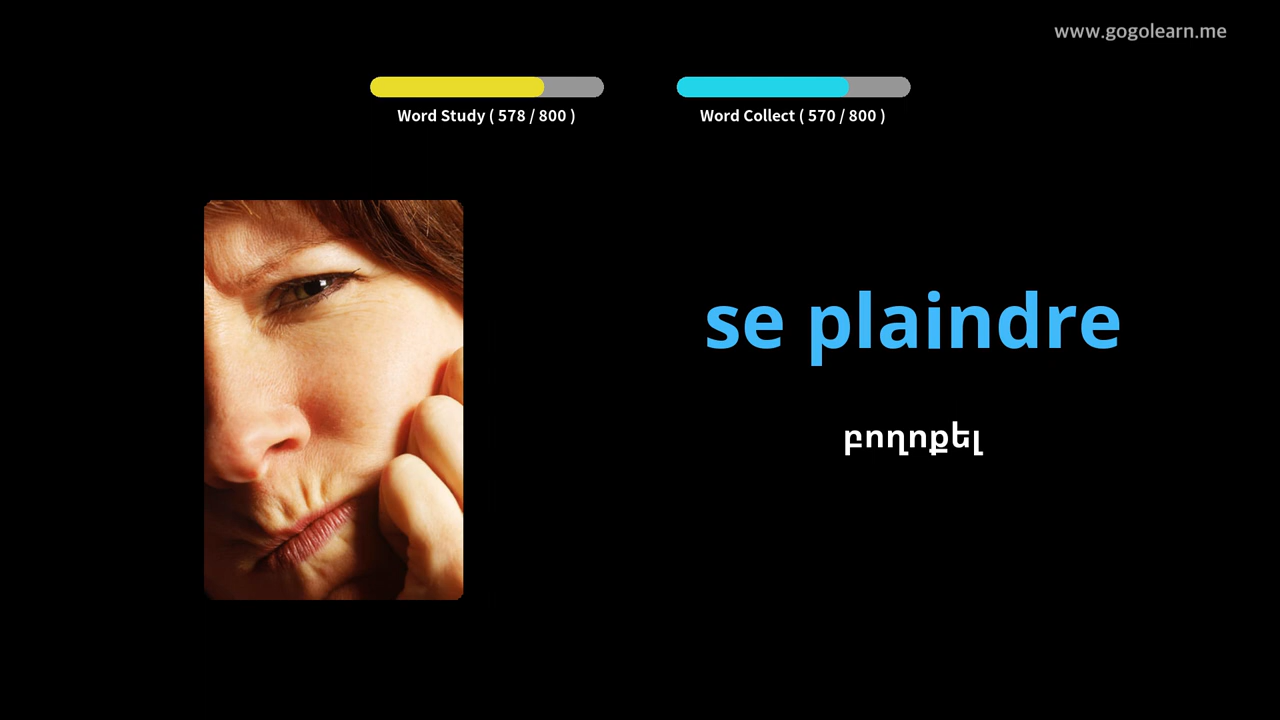 www.gogolearn.me
Word Study ( 578 / 800 )
Word Collect ( 570 / 800 )
se plaindre
բողոքել